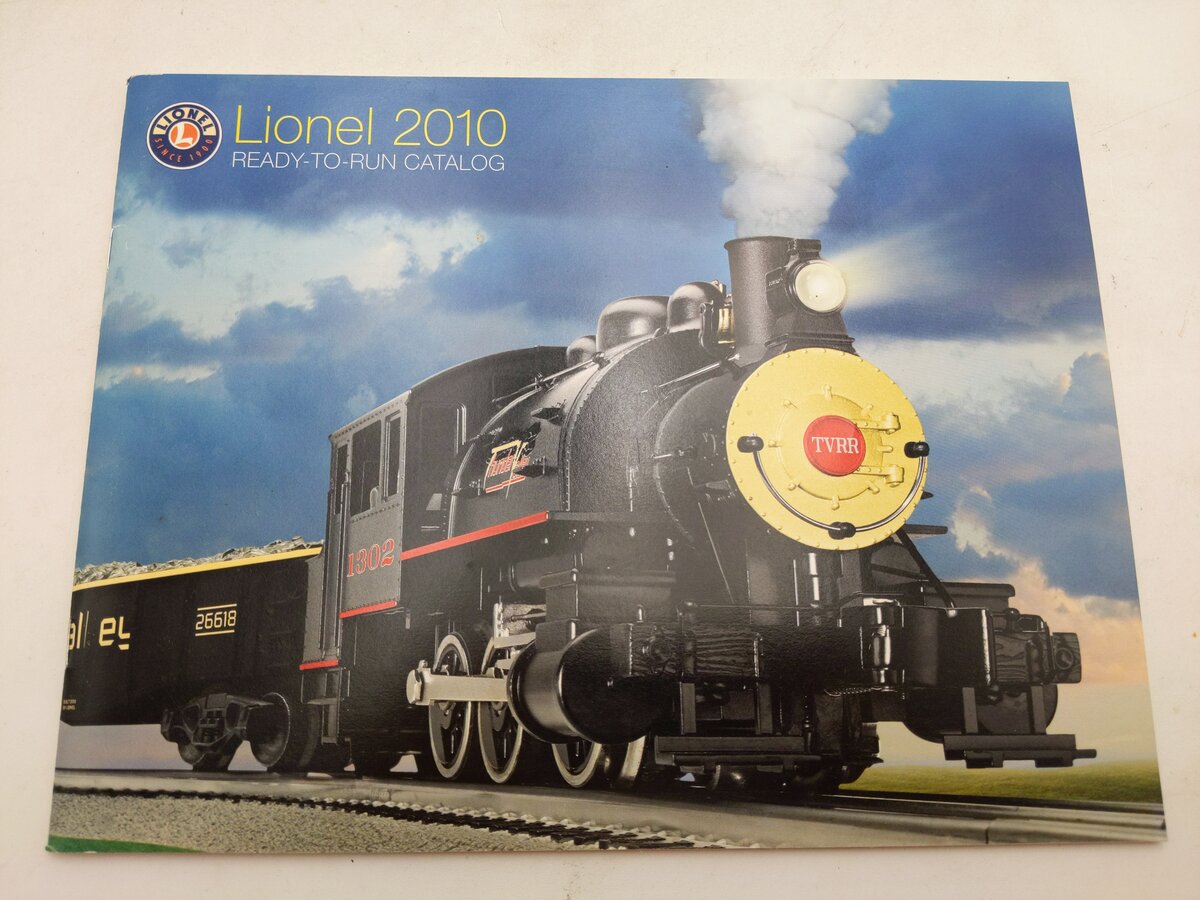 LIONEL
L
SINCE 1900
Lionel 2010
READY-TO-RUN CATALOG
TVRR
1302
26618